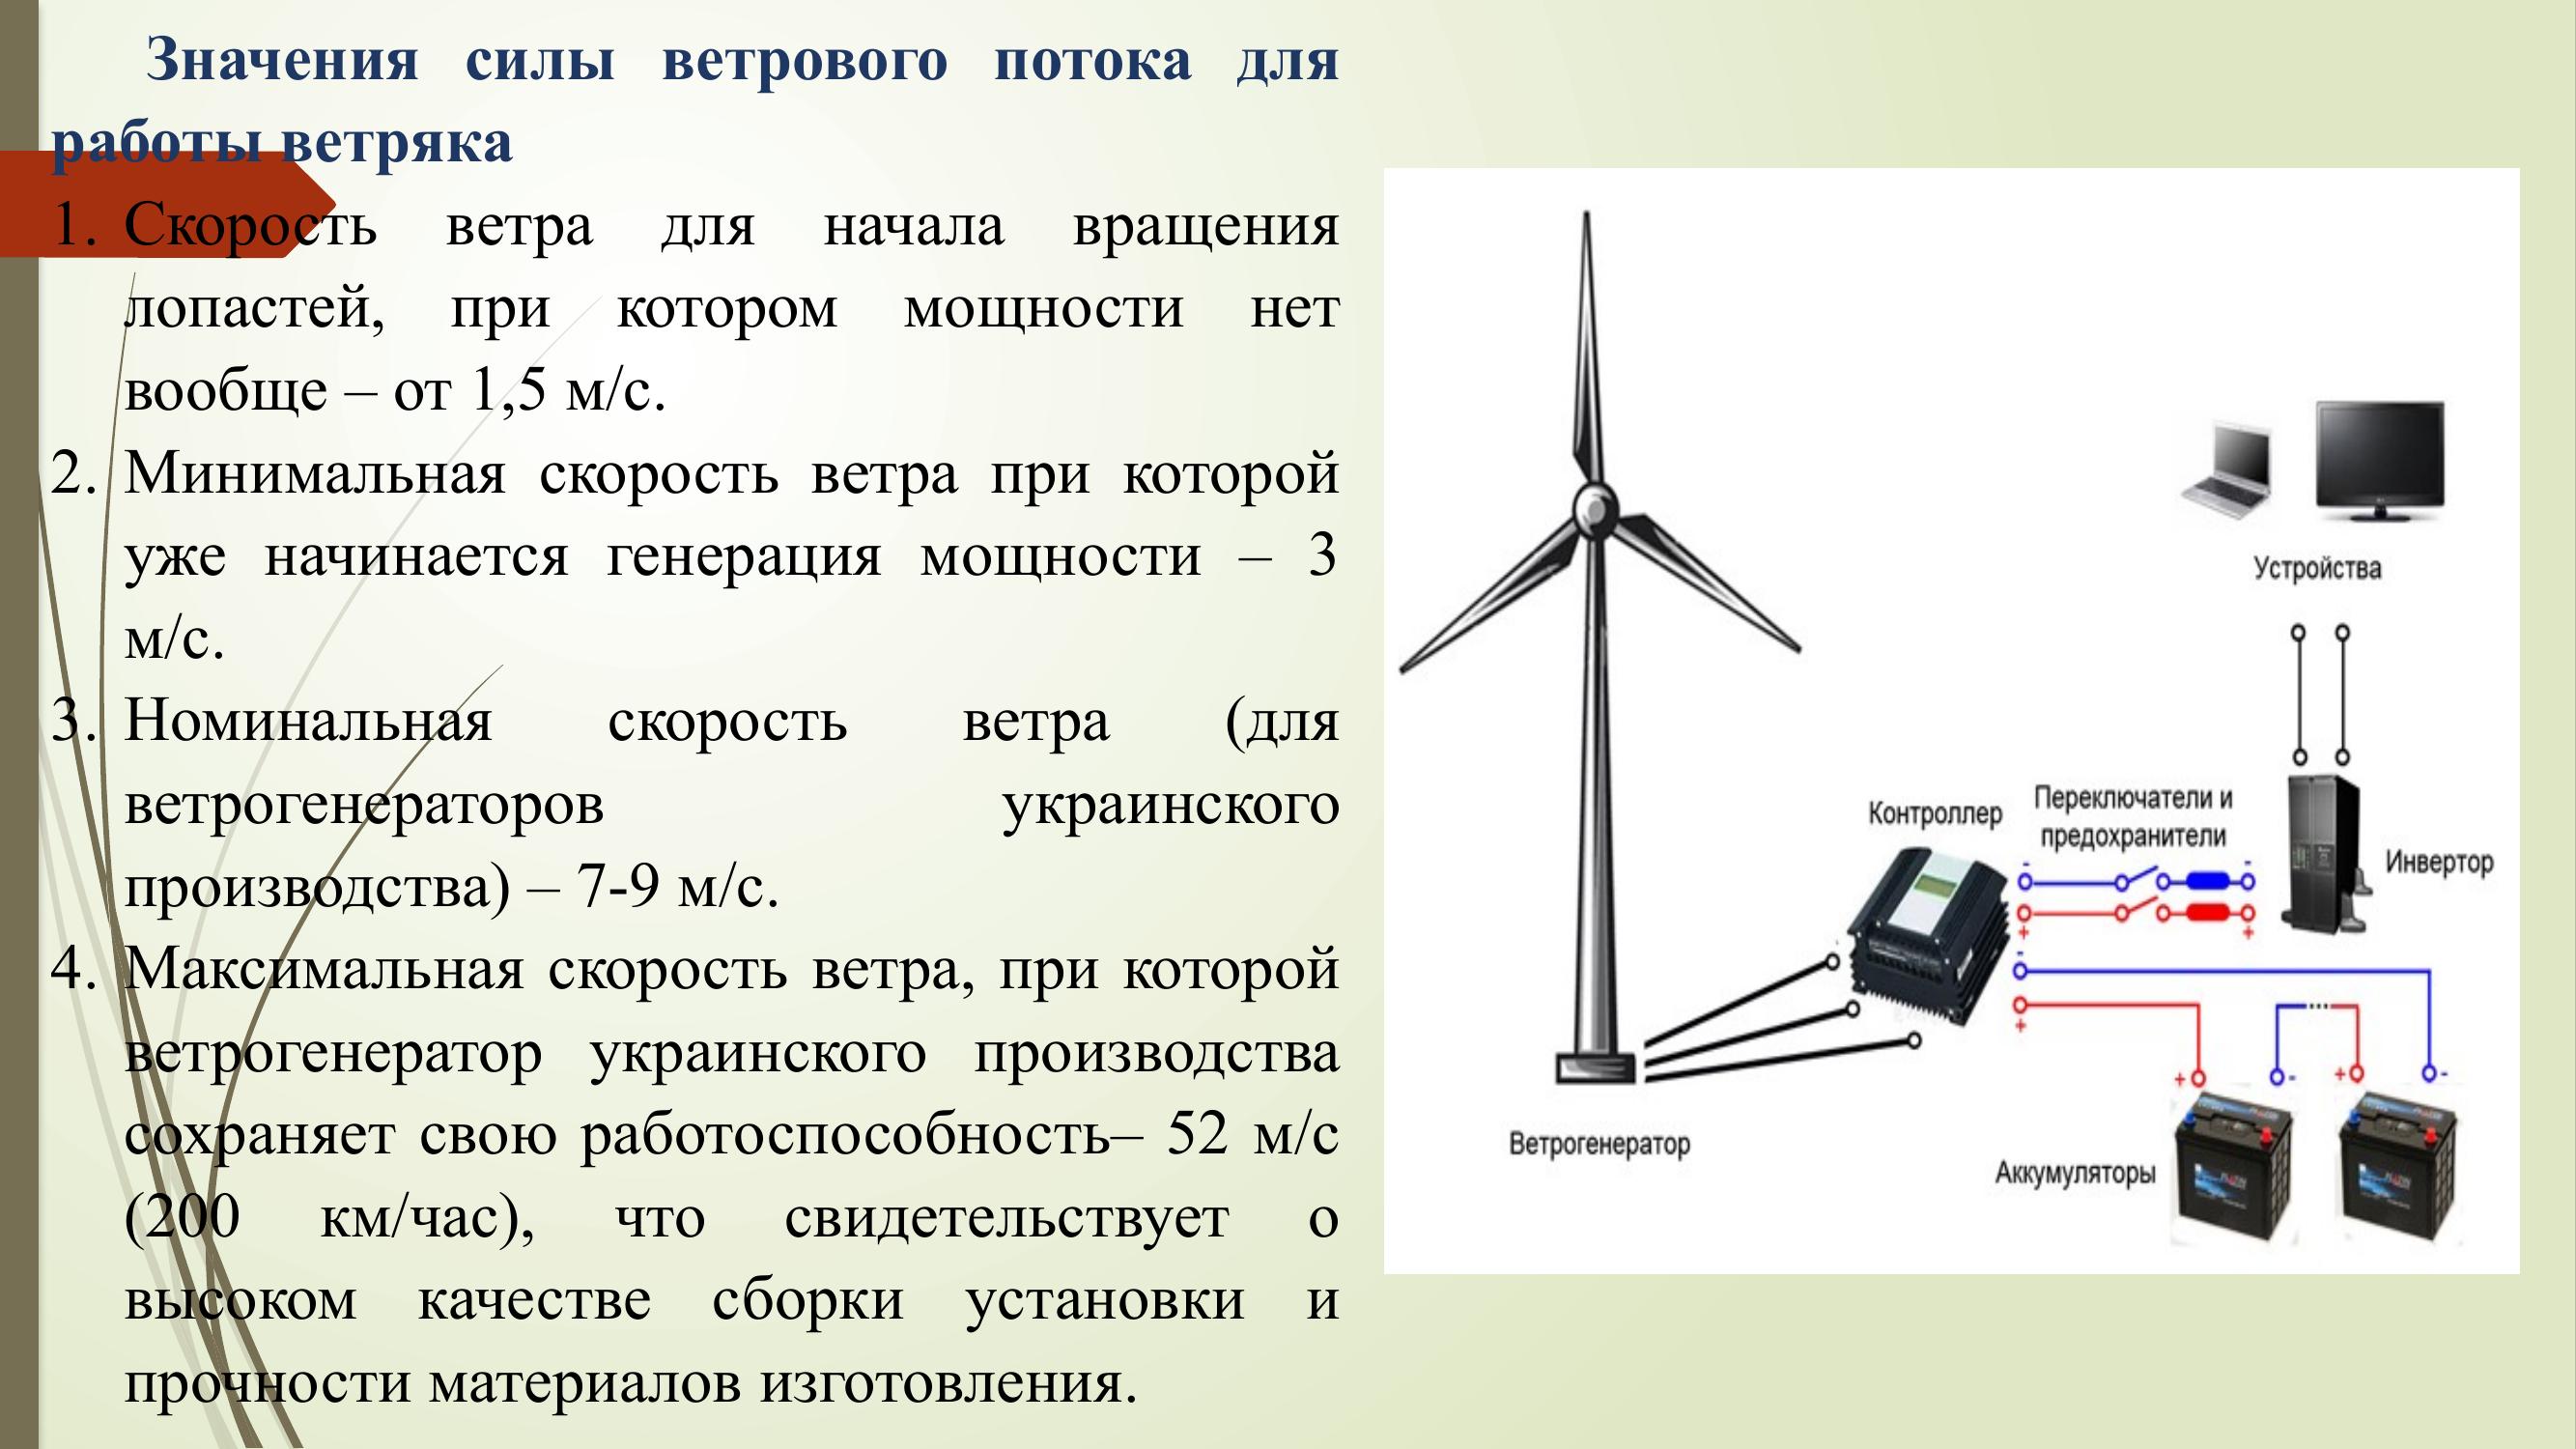 Значения силы ветрового потока для
работы ветряка
1. Скорость ветра для начала вращения
лопастей, при котором мощности нет
вообще – от 1,5 м/с.
2. Минимальная скорость ветра при которой
уже начинается генерация мощности – 3
м/с.
3. Номинальная скорость ветра (для
ветрогенераторов украинского
производства) – 7-9 м/с.
4. Максимальная скорость ветра, при которой
ветрогенератор украинского производства
сохраняет свою работоспособность– 52 м/с
(200 км/час), что свидетельствует о
высоком качестве сборки установки и
прочности материалов изготовления.
Устройства
Переключатели и
предохранители
Контроллер
Инвертор
- -
+ +
-
+
+ - + -
Ветрогенератор
Аккумуляторы